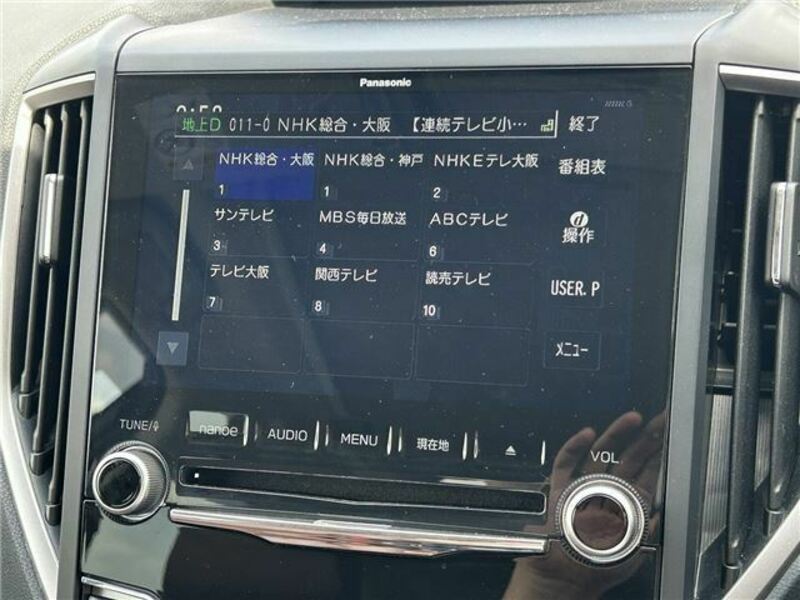 Panasonic
地上D 011-0 NHK総合・大阪 【連続テレビ小… 終了
NHK総合・大阪 NHK総合・神戸 NHKEテレ大阪 番組表
1 1 2
サンテレビ MBS毎日放送 ABCテレビ d操作
3 4 6
テレビ大阪 関西テレビ 読売テレビ USER. P
7 8 10
メニュー
TUNE nanoe AUDIO MENU 現在地 VOL